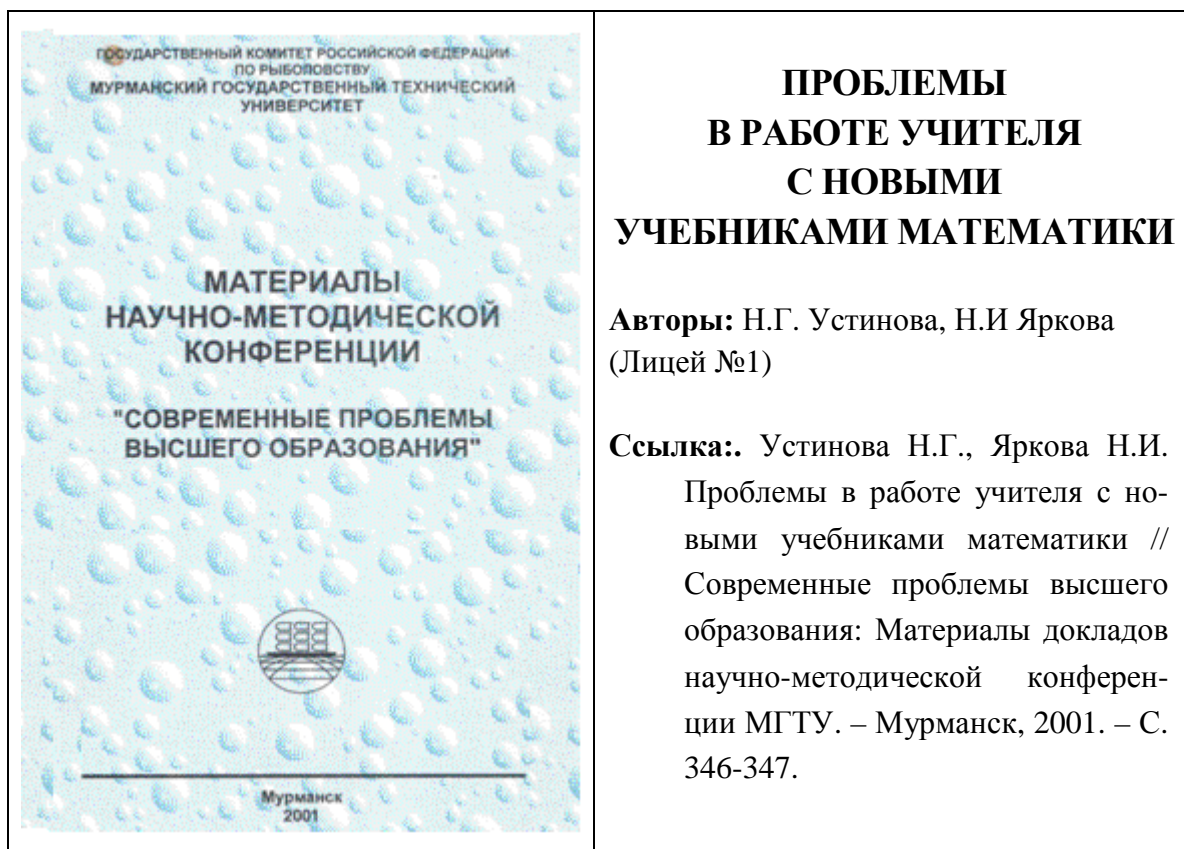 ГОСУДАРСТВЕННЫЙ КОМИТЕТ РОССИЙСКОЙ ФЕДЕРАЦИИ
ПО РЫБОЛОВСТВУ
МУРМАНСКИЙ ГОСУДАРСТВЕННЫЙ ТЕХНИЧЕСКИЙ
УНИВЕРСИТЕТ
МАТЕРИАЛЫ
НАУЧНО-МЕТОДИЧЕСКОЙ
КОНФЕРЕНЦИИ
"СОВРЕМЕННЫЕ ПРОБЛЕМЫ
ВЫСШЕГО ОБРАЗОВАНИЯ"
Мурманск
2001
ПРОБЛЕМЫ
В РАБОТЕ УЧИТЕЛЯ
С НОВЫМИ
УЧЕБНИКАМИ МАТЕМАТИКИ
Авторы: Н.Г. Устинова, Н.И Яркова
(Лицей №1)
Ссылка:. Устинова Н.Г., Яркова Н.И.
Проблемы в работе учителя с но-
выми учебниками математики //
Современные проблемы высшего
образования: Материалы докладов
научно-методической конферен-
ции МГТУ. – Мурманск, 2001. – С.
346-347.